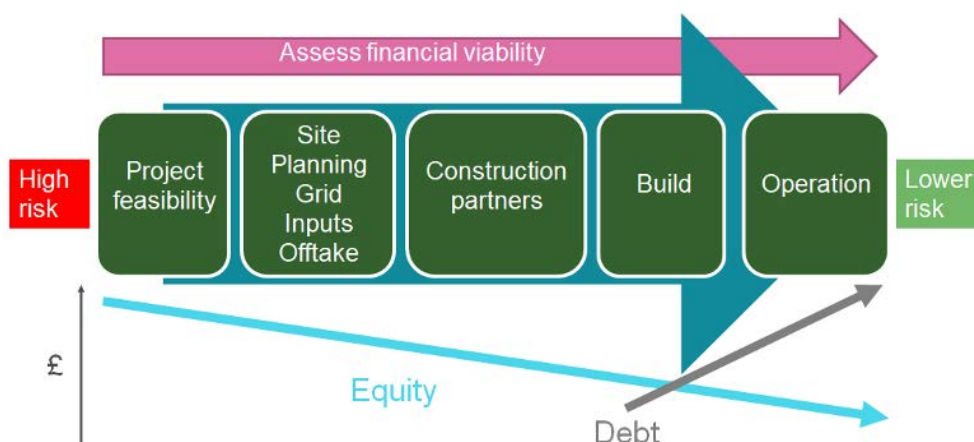 Assess financial viability
High
risk
Project
feasibility
Site
Planning
Grid
Inputs
Offtake
Construction
partners
Build
Operation
Lower
risk
£
Equity
Debt